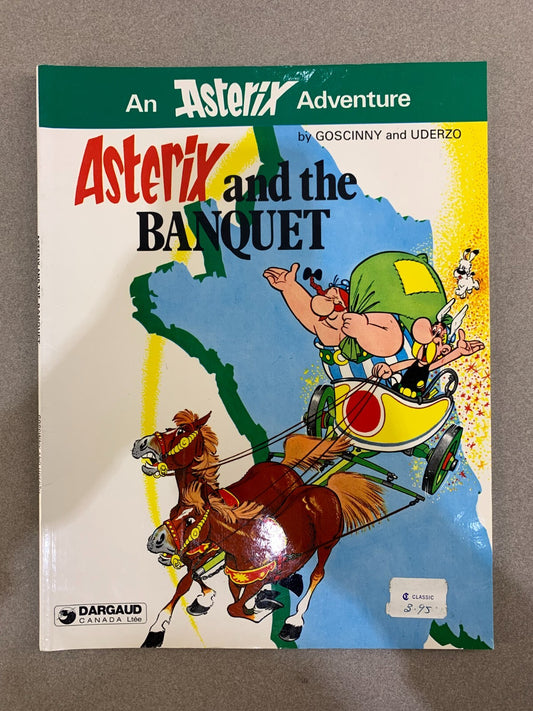 An Asterix Adventure
by GOSCINNY and UDERZO
Asterix and the
BANQUET
DARGAUD
CANADA Ltée
CLASSIC
3.95